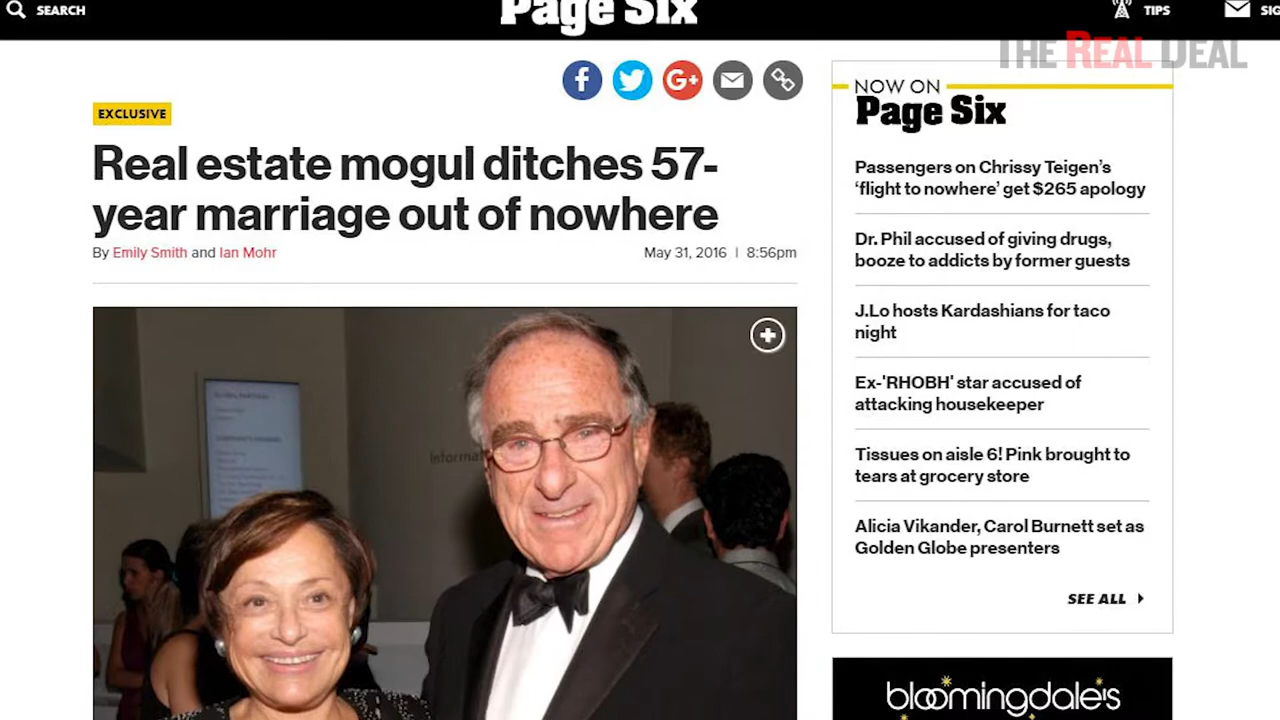 SEARCH
Page Six
TIPS
SIG
THE REAL DEAL
EXCLUSIVE
Real estate mogul ditches 57-
year marriage out of nowhere
By Emily Smith and Ian Mohr
May 31, 2016 | 8:56pm
NOW ON
Page Six
Passengers on Chrissy Teigen's
‘flight to nowhere’ get $265 apology
Dr. Phil accused of giving drugs,
booze to addicts by former guests
J.Lo hosts Kardashians for taco
night
Ex-'RHOBH' star accused of
attacking housekeeper
Tissues on aisle 6! Pink brought to
tears at grocery store
Alicia Vikander, Carol Burnett set as
Golden Globe presenters
SEE ALL
bloomingdale's